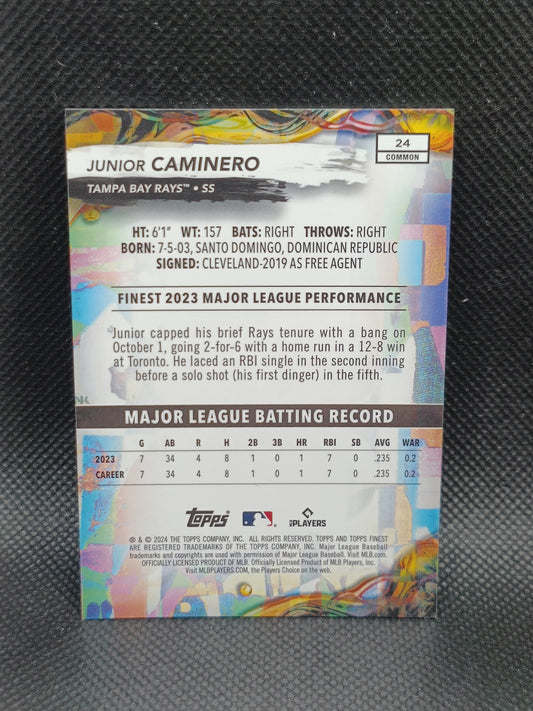 24
COMMON
JUNIOR CAMINERO
TAMPA BAY RAYS™ • SS
HT: 6'1" WT: 157 BATS: RIGHT THROWS: RIGHT
BORN: 7-5-03, SANTO DOMINGO, DOMINICAN REPUBLIC
SIGNED: CLEVELAND-2019 AS FREE AGENT
FINEST 2023 MAJOR LEAGUE PERFORMANCE
Junior capped his brief Rays tenure with a bang on
October 1, going 2-for-6 with a home run in a 12-8 win
at Toronto. He laced an RBI single in the second inning
before a solo shot (his first dinger) in the fifth.
MAJOR LEAGUE BATTING RECORD
G AB R H 2B 3B HR RBI SB AVG WAR
2023 7 34 4 8 1 0 1 7 0 .235 0.2
CAREER 7 34 4 8 1 0 1 7 0 .235 0.2
Topps
PLAYERS
® & © 2024 THE TOPPS COMPANY, INC. ALL RIGHTS RESERVED. TOPPS AND TOPPS FINEST
ARE REGISTERED TRADEMARKS OF THE TOPPS COMPANY, INC. Major League Baseball
trademarks and copyrights are used with permission of Major League Baseball. Visit MLB.com.
OFFICIALLY LICENSED PRODUCT OF MLB. Officially Licensed Product of MLB Players, Inc.
Visit MLBPLAYERS.COM, the Players Choice on the web.